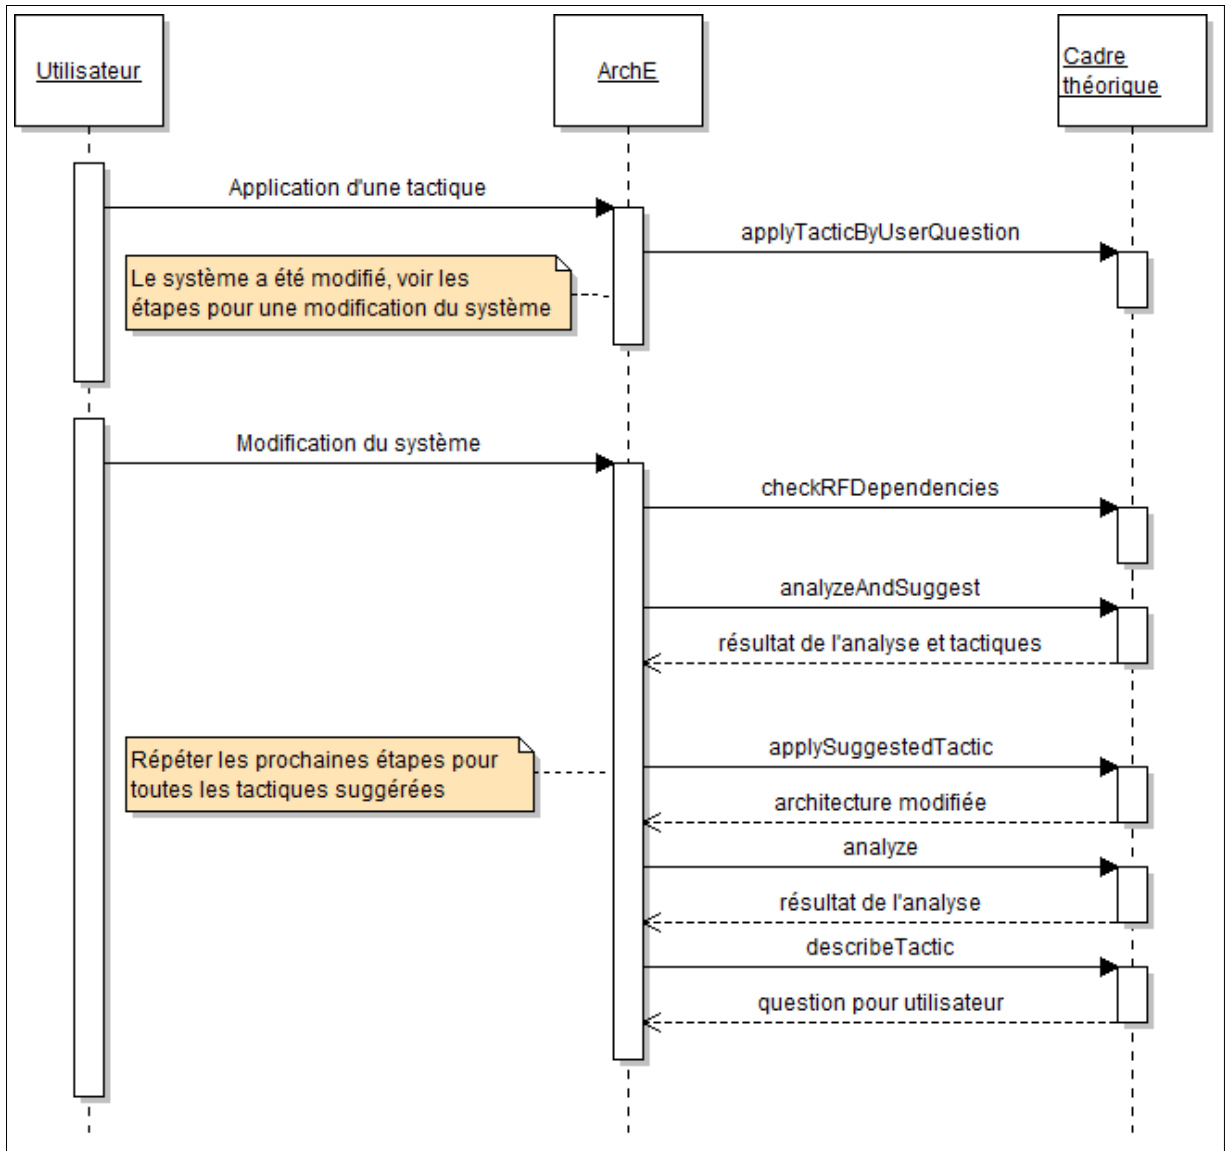 Utilisateur
ArchE
Cadre
théorique
Application d'une tactique
applyTacticByUserQuestion
Le système a été modifié, voir les
étapes pour une modification du système
Modification du système
checkRFDependencies
analyzeAndSuggest
résultat de l'analyse et tactiques
Répéter les prochaines étapes pour
toutes les tactiques suggérées
applySuggestedTactic
architecture modifiée
analyze
résultat de l'analyse
describeTactic
question pour utilisateur